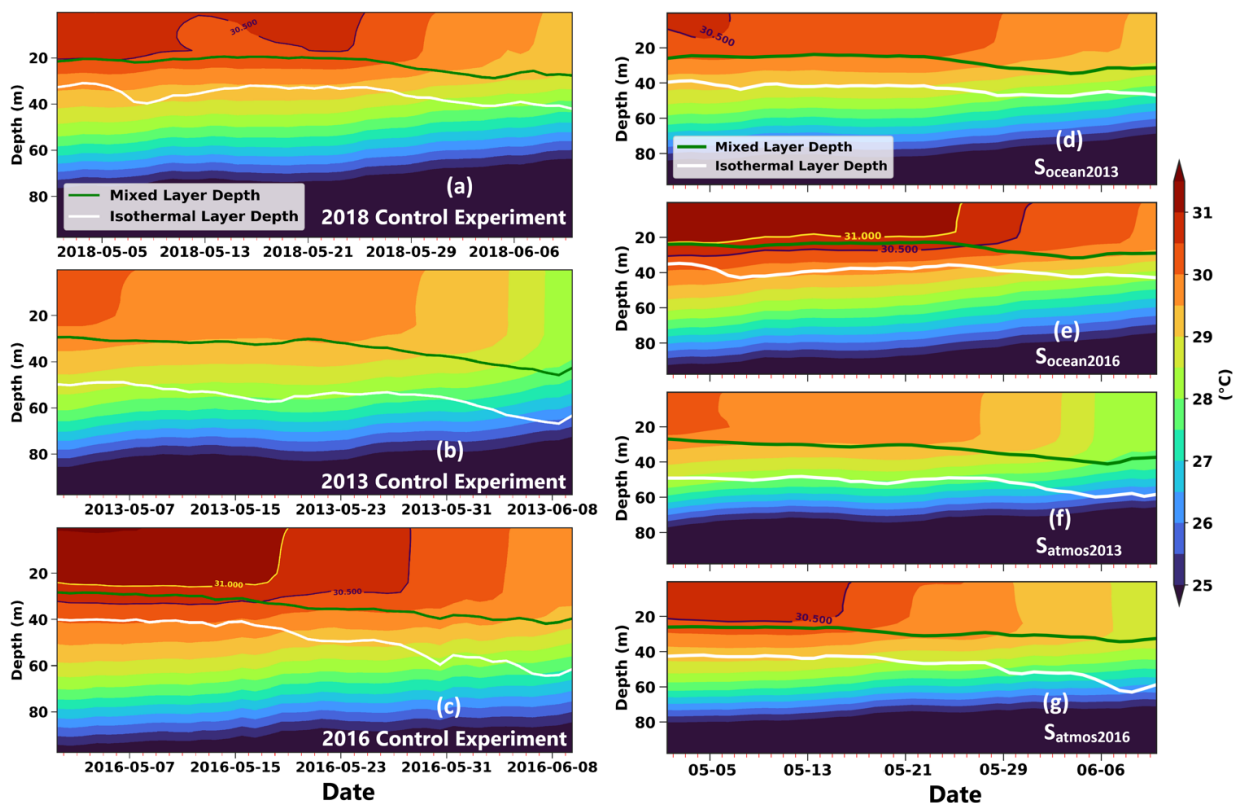 30.500
20
40
60
80
Depth (m)
Mixed Layer Depth
Isothermal Layer Depth
(a)
2018 Control Experiment
2018-05-05 2018-05-13 2018-05-21 2018-05-29 2018-06-06
20
40
60
80
Depth (m)
(b)
2013 Control Experiment
2013-05-07 2013-05-15 2013-05-23 2013-05-31 2013-06-08
31.000
30.500
20
40
60
80
Depth (m)
(c)
2016 Control Experiment
2016-05-07 2016-05-15 2016-05-23 2016-05-31 2016-06-08
Date
30.500
20
40
60
80
Depth (m)
Mixed Layer Depth
Isothermal Layer Depth
(d)
Socean2013
31.000
30.500
20
40
60
80
Depth (m)
(e)
Socean2016
20
40
60
80
Depth (m)
(f)
Satmos2013
30.500
20
40
60
80
Depth (m)
(g)
Satmos2016
05-05 05-13 05-21 05-29 06-06
Date
31
30
29
28
27
26
25
(°C)